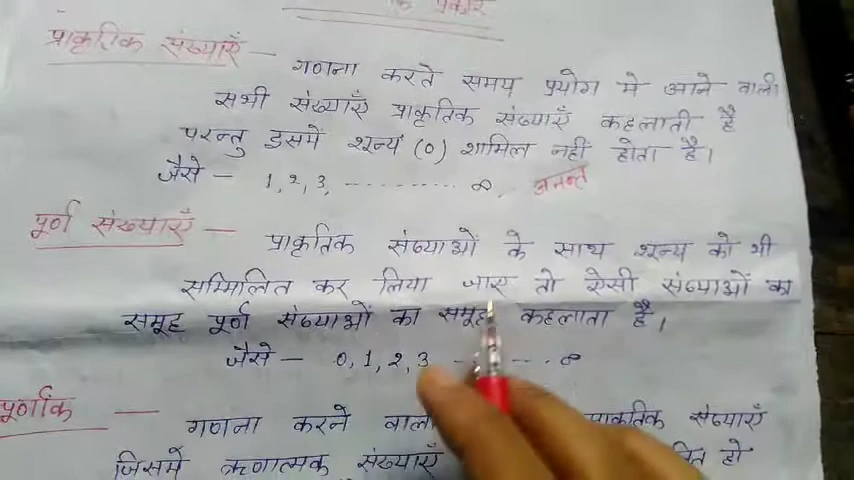 के प्रकार
प्राकृतिक संख्याएँ — गणना करते समय प्रयोग मे आने वाली
सभी संख्याएँ प्राकृतिक संख्याएँ कहलाती है
परन्तु इसमें शून्य (0) शामिल नहीं होता है।
जैसे — 1, 2, 3, ---------- ∞ अनन्त
पूर्ण संख्याएँ — प्राकृतिक संख्याओं के साथ शून्य को भी
सम्मिलित कर लिया जाए तो ऐसी संख्याओं का
समूह पूर्ण संख्याओं का समूह कहलाता है।
जैसे — 0, 1, 2, 3 ------ ∞
पूर्णांक — गणना करने प्राकृतिक संख्याएँ
जिसमें ऋणात्मक संख्याएँ हो